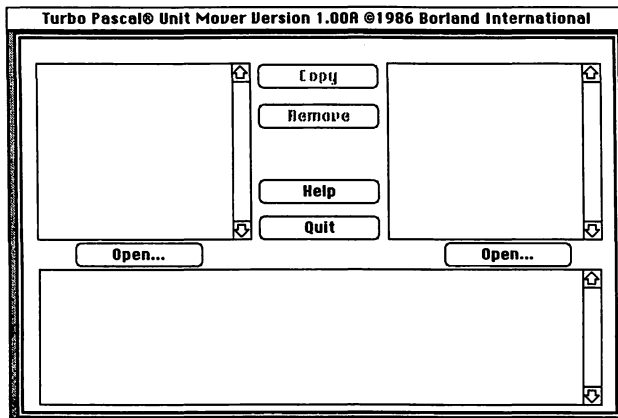 Turbo Pascal® Unit Mover Version 1.00A ©1986 Borland International
Copy
Remove
Help
Quit
Open...
Open...